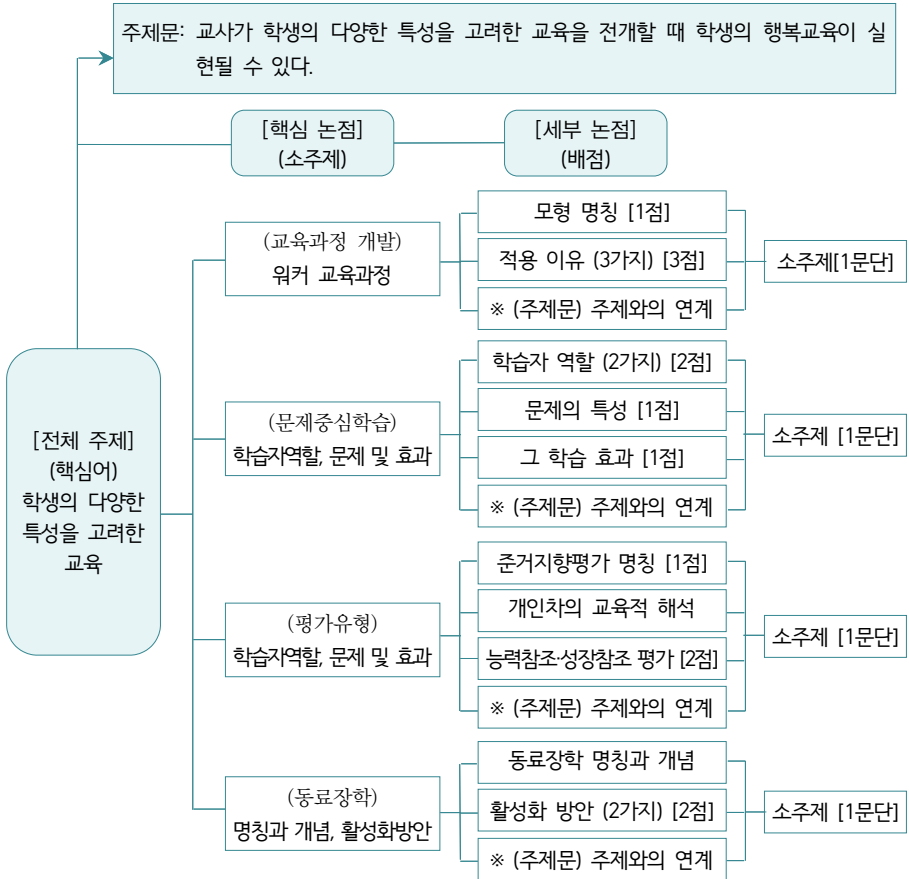 주제문: 교사가 학생의 다양한 특성을 고려한 교육을 전개할 때 학생의 행복교육이 실
현될 수 있다.
[핵심 논점]
(소주제)
[세부 논점]
(배점)
[전체 주제]
(핵심어)
학생의 다양한
특성을 고려한
교육
(교육과정 개발)
워커 교육과정
모형 명칭 [1점]
적용 이유 (3가지) [3점]
※ (주제문) 주제와의 연계
소주제[1문단]
(문제중심학습)
학습자역할, 문제 및 효과
학습자 역할 (2가지) [2점]
문제의 특성 [1점]
그 학습 효과 [1점]
※ (주제문) 주제와의 연계
소주제 [1문단]
(평가유형)
학습자역할, 문제 및 효과
준거지향평가 명칭 [1점]
개인차의 교육적 해석
능력참조·성장참조 평가 [2점]
※ (주제문) 주제와의 연계
소주제 [1문단]
(동료장학)
명칭과 개념, 활성화방안
동료장학 명칭과 개념
활성화 방안 (2가지) [2점]
※ (주제문) 주제와의 연계
소주제 [1문단]